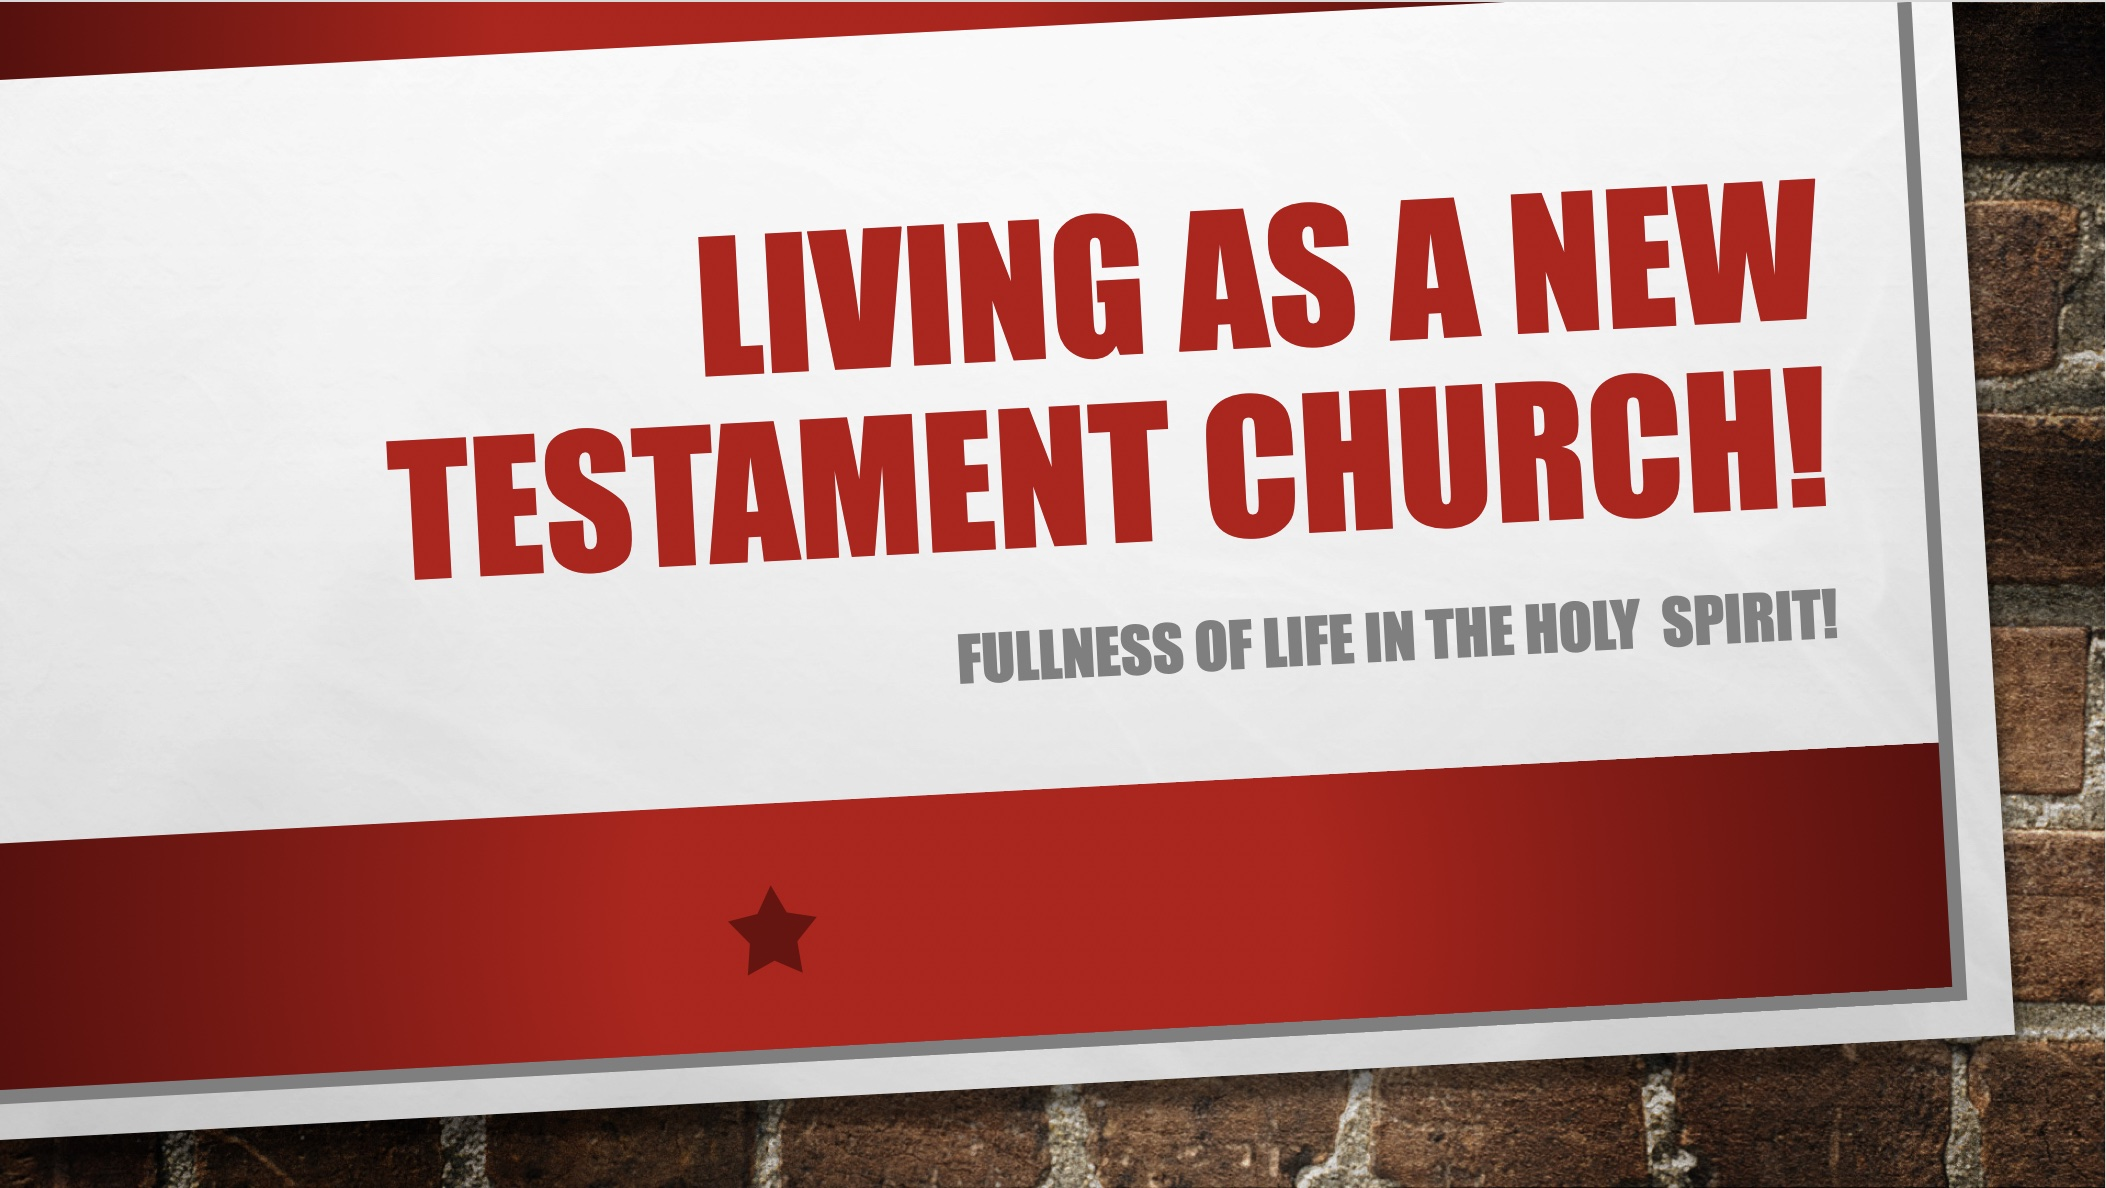 LIVING AS A NEW
TESTAMENT CHURCH!
FULLNESS OF LIFE IN THE HOLY  SPIRIT!